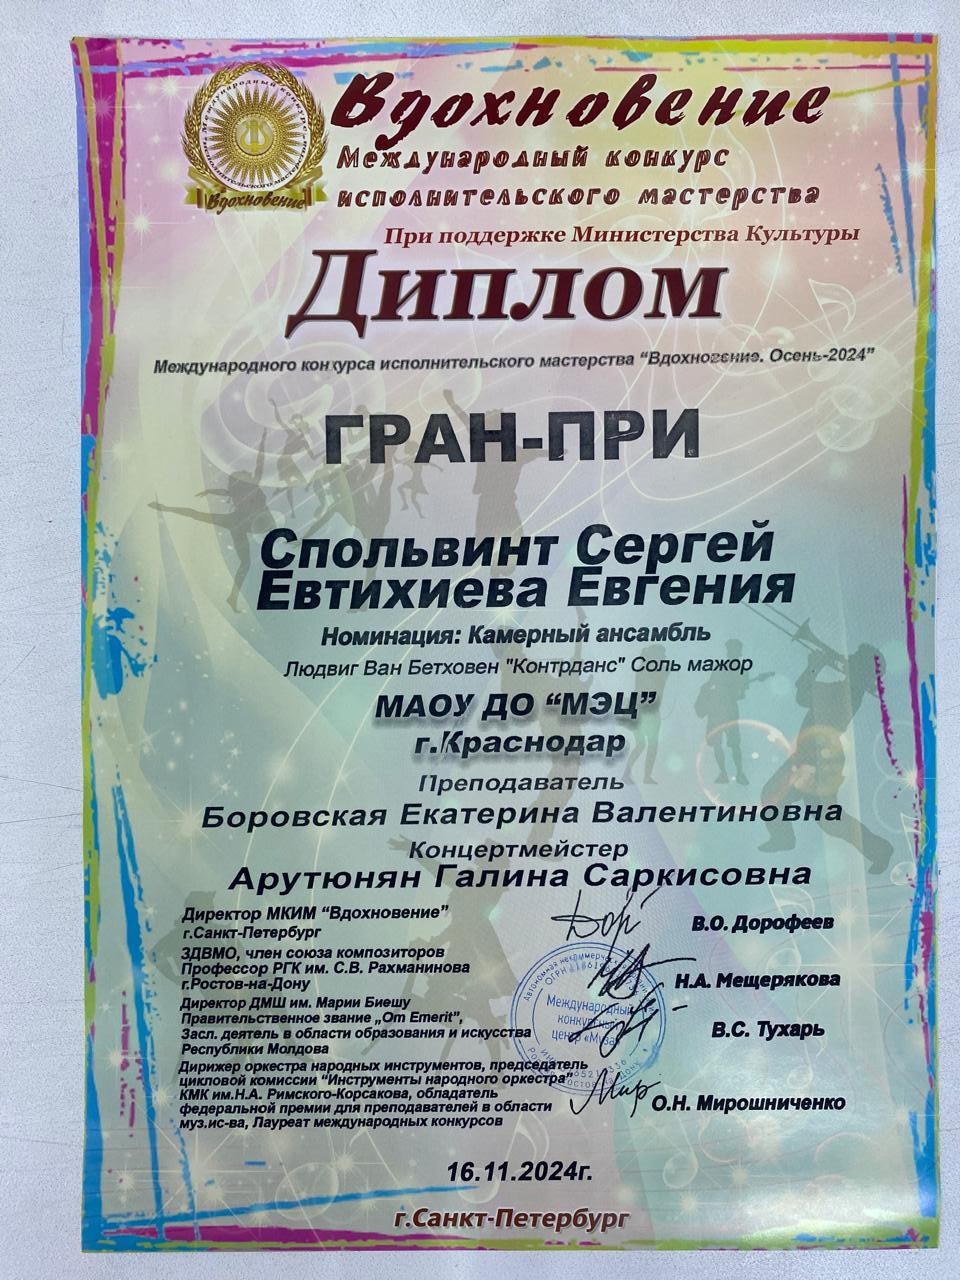 Вдохновение
Международный конкурс
исполнительского мастерства
Вдохновение
При поддержке Министерства Культуры
Диплом
Международного конкурса исполнительского мастерства “Вдохновение. Осень-2024”
ГРАН-ПРИ
Спольвинт Сергей
Евтихиева Евгения
Номинация: Камерный ансамбль
Людвиг Ван Бетховен "Контрданс" Соль мажор
МАОУ ДО “МЭЦ”
г.Краснодар
Преподаватель
Боровская Екатерина Валентиновна
Концертмейстер
Арутюнян Галина Саркисовна
Директор МКИМ “Вдохновение”
г.Санкт-Петербург
В.О. Дорофеев
ЗДВМО, член союза композиторов
Профессор РГК им. С.В. Рахманинова
г.Ростов-на-Дону
Н.А. Мещерякова
Директор ДМШ им. Марии Биешу
Правительственное звание „Om Emerit”,
Засл. деятель в области образования и искусства
Республики Молдова
В.С. Тухарь
Дирижер оркестра народных инструментов, председатель
цикловой комиссии “Инструменты народного оркестра”
КМК им.Н.А. Римского-Корсакова, обладатель
федеральной премии для преподавателей в области
муз.ис-ва, Лауреат международных конкурсов
О.Н. Мирошниченко
Международный
конкурсный
центр «Муза»
16.11.2024г.
г.Санкт-Петербург